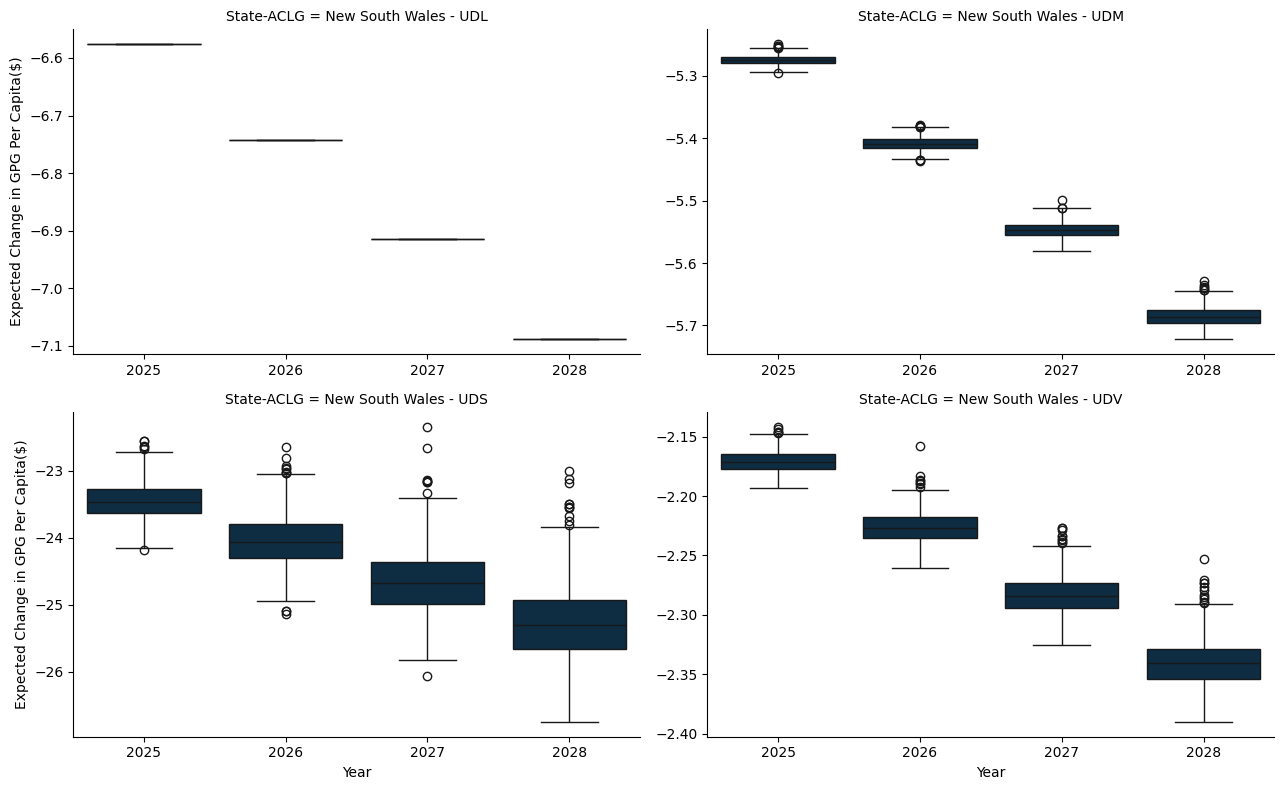 State-ACLG = New South Wales - UDL
Expected Change in GPG Per Capita($)
−6.6
−6.7
−6.8
−6.9
−7.0
−7.1
2025 2026 2027 2028
State-ACLG = New South Wales - UDM
−5.3
−5.4
−5.5
−5.6
−5.7
2025 2026 2027 2028
State-ACLG = New South Wales - UDS
Expected Change in GPG Per Capita($)
−23
−24
−25
−26
2025 2026 2027 2028
Year
State-ACLG = New South Wales - UDV
−2.15
−2.20
−2.25
−2.30
−2.35
−2.40
2025 2026 2027 2028
Year